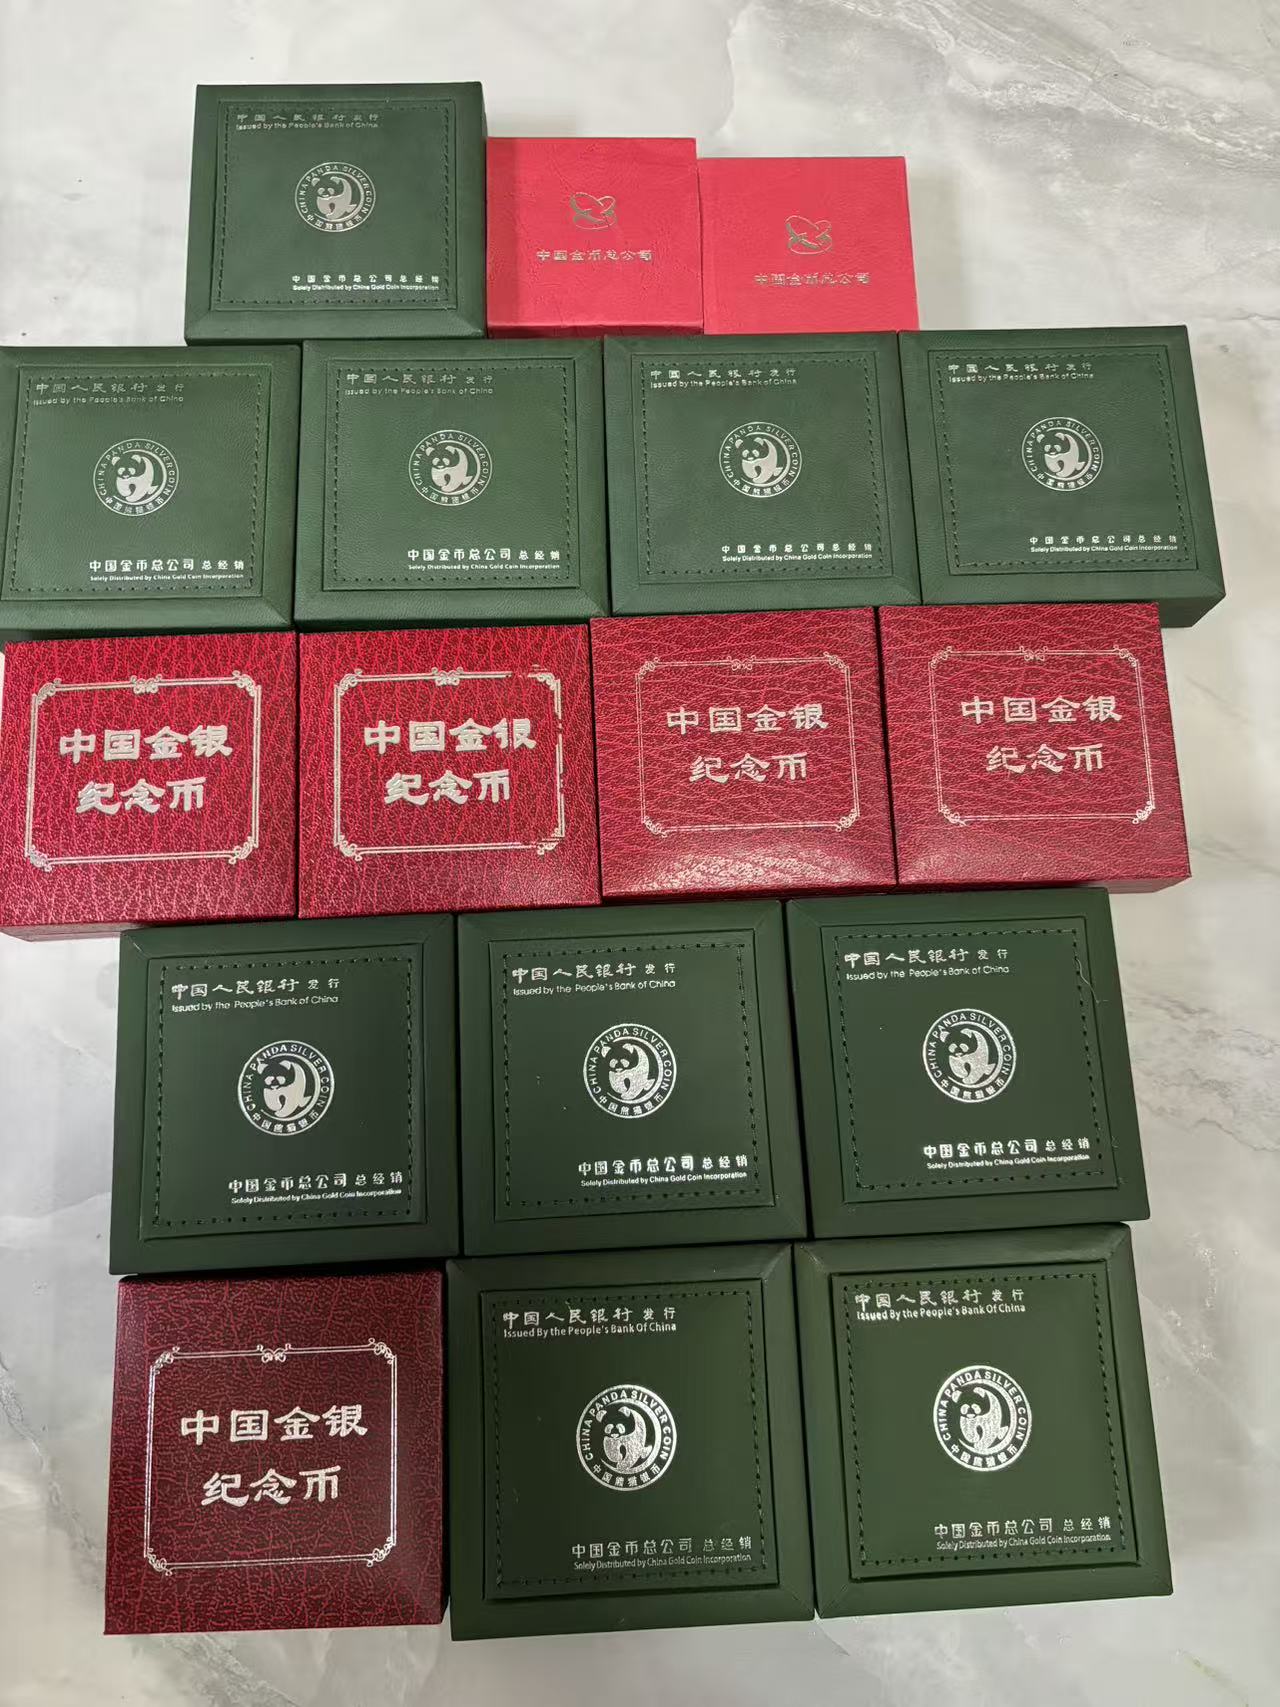 中国人民银行 发行
Issued by the People's Bank of China
CHINA PANDA SILVER COIN
中国熊猫银币
中国金币总公司 总经销
Solely Distributed by China Gold Coin Incorporation
中国金币总公司
中国金币总公司
中国人民银行 发行
Issued by the People's Bank of China
CHINA PANDA SILVER COIN
中国熊猫银币
中国金币总公司 总经销
Solely Distributed by China Gold Coin Incorporation
中国人民银行 发行
Issued by the People's Bank of China
CHINA PANDA SILVER COIN
中国熊猫银币
中国金币总公司 总经销
Solely Distributed by China Gold Coin Incorporation
中国人民银行 发行
Issued by the People's Bank of China
CHINA PANDA SILVER COIN
中国熊猫银币
中国金币总公司 总经销
Solely Distributed by China Gold Coin Incorporation
中国人民银行 发行
Issued by the People's Bank of China
CHINA PANDA SILVER COIN
中国熊猫银币
中国金币总公司 总经销
Solely Distributed by China Gold Coin Incorporation
中国金银
纪念币
中国金银
纪念币
中国金银
纪念币
中国金银
纪念币
中国人民银行 发行
Issued by the People's Bank of China
CHINA PANDA SILVER COIN
中国熊猫银币
中国金币总公司 总经销
Solely Distributed by China Gold Coin Incorporation
中国人民银行 发行
Issued by the People's Bank of China
CHINA PANDA SILVER COIN
中国熊猫银币
中国金币总公司 总经销
Solely Distributed by China Gold Coin Incorporation
中国人民银行 发行
Issued by the People's Bank of China
CHINA PANDA SILVER COIN
中国熊猫银币
中国金币总公司 总经销
Solely Distributed by China Gold Coin Incorporation
中国金银
纪念币
中国人民银行 发行
Issued By the People's Bank Of China
CHINA PANDA SILVER COIN
中国熊猫银币
中国金币总公司 总经销
Solely Distributed by China Gold Coin Incorporation
中国人民银行 发行
Issued By the People's Bank Of China
CHINA PANDA SILVER COIN
中国熊猫银币
中国金币总公司 总经销
Solely Distributed by China Gold Coin Incorporation